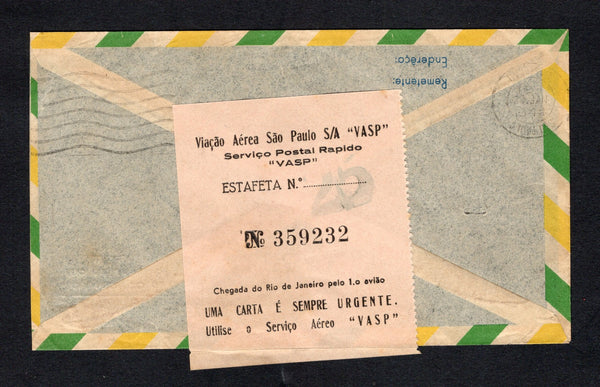 Remetente:
Enderêço:
Viação Aérea São Paulo S/A "VASP"
Serviço Postal Rapido
"VASP"
ESTAFETA N.º
№ 359232
Chegada do Rio de Janeiro pelo 1.o avião
UMA CARTA É SEMPRE URGENTE.
Utilise o Serviço Aéreo "VASP"